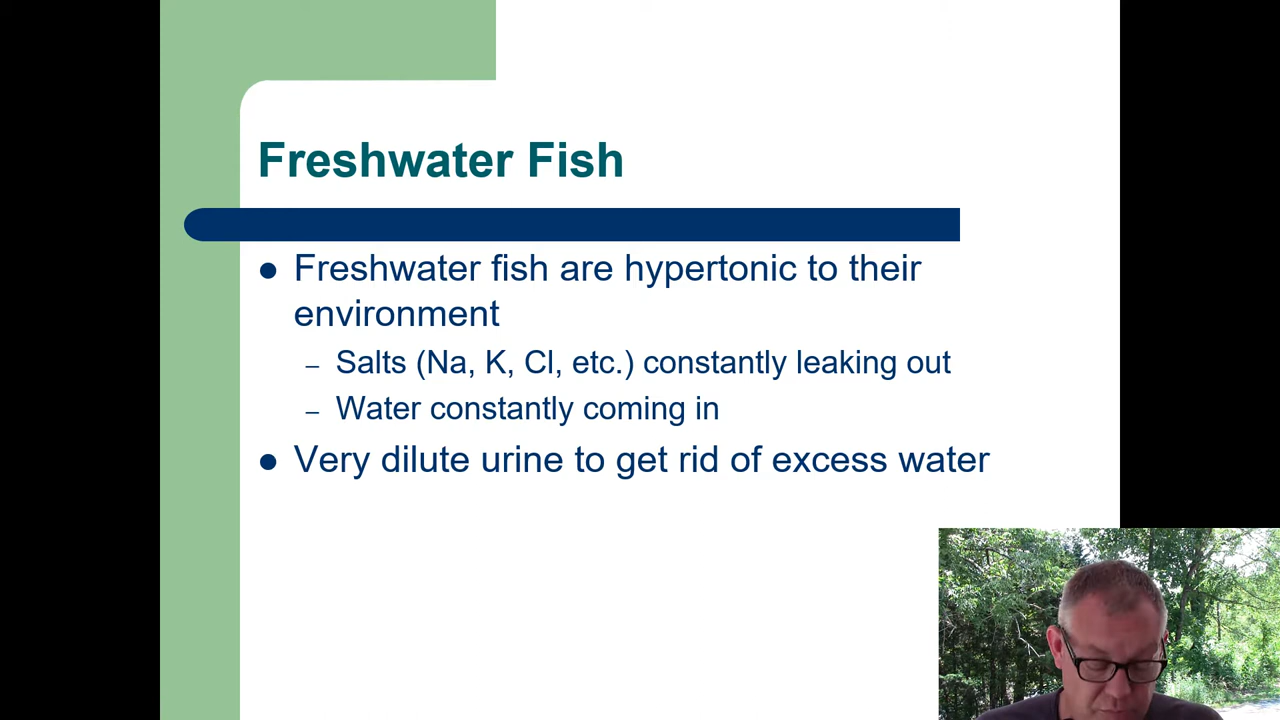 Freshwater Fish
● Freshwater fish are hypertonic to their
environment
– Salts (Na, K, Cl, etc.) constantly leaking out
– Water constantly coming in
● Very dilute urine to get rid of excess water